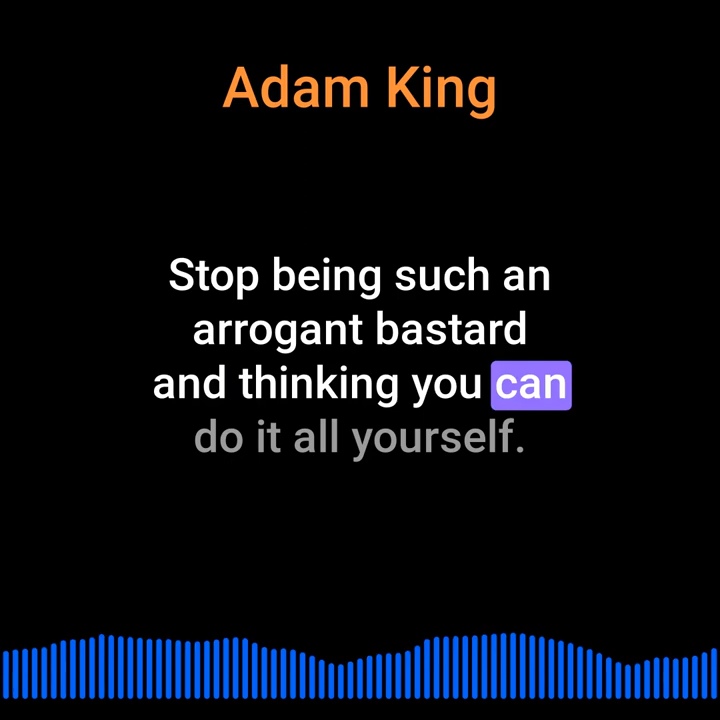 Adam King
Stop being such an
arrogant bastard
and thinking you can
do it all yourself.